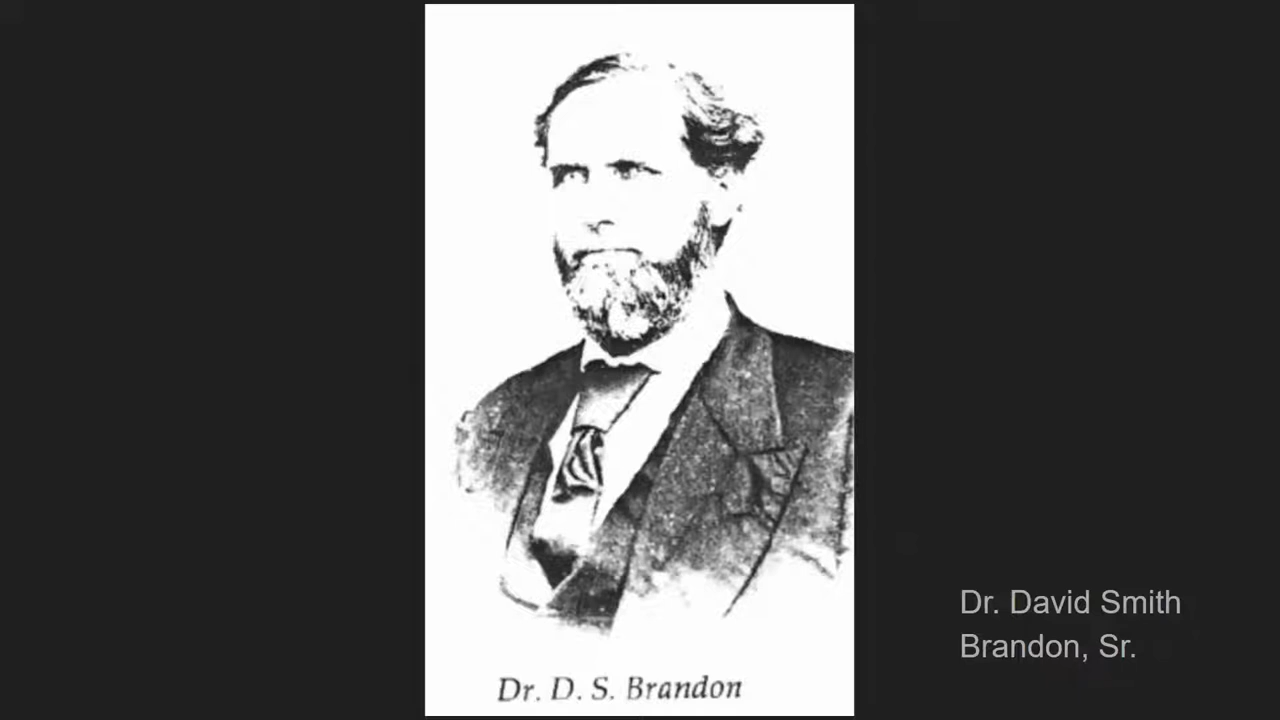 Dr. David Smith
Brandon, Sr.
Dr. D. S. Brandon